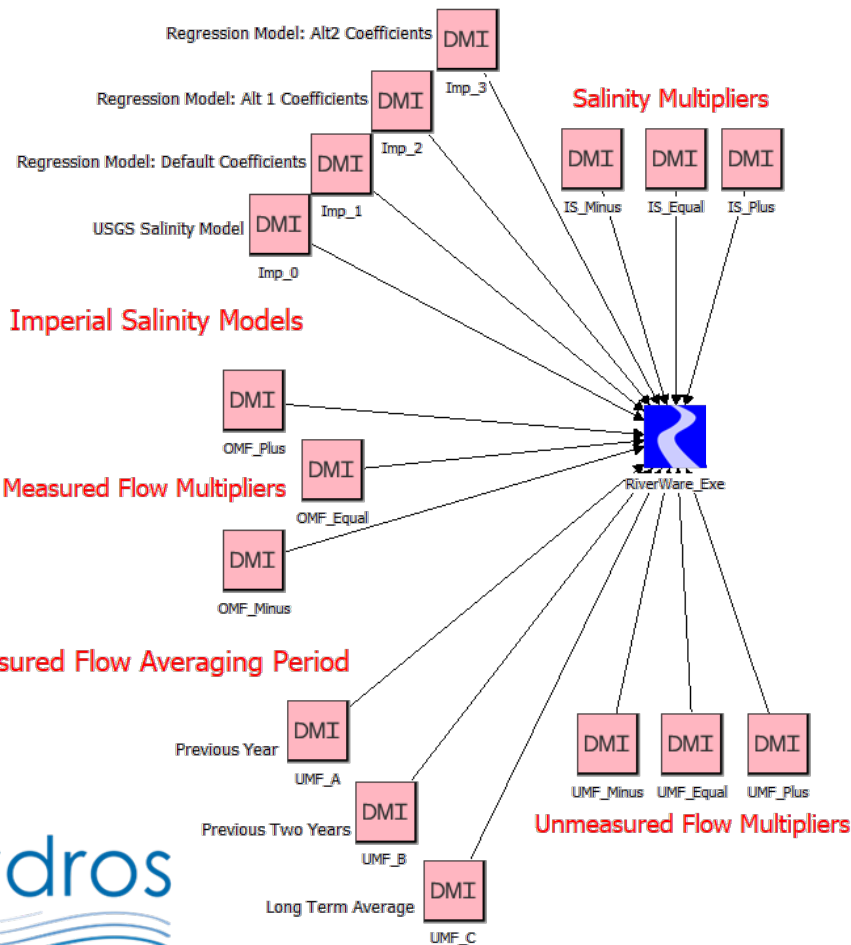 Regression Model: Alt2 Coefficients
DMI
Imp_3
Regression Model: Alt 1 Coefficients
DMI
Imp_2
Regression Model: Default Coefficients
DMI
Imp_1
USGS Salinity Model
DMI
Imp_0
Imperial Salinity Models
Salinity Multipliers
DMI
DMI
DMI
IS_Minus
IS_Equal
IS_Plus
RiverWare_Exe
DMI
OMF_Plus
DMI
OMF_Equal
Measured Flow Multipliers
DMI
OMF_Minus
sured Flow Averaging Period
Previous Year
DMI
UMF_A
Previous Two Years
DMI
UMF_B
Long Term Average
DMI
UMF_C
DMI
DMI
DMI
UMF_Minus
UMF_Equal
UMF_Plus
Unmeasured Flow Multipliers
dros